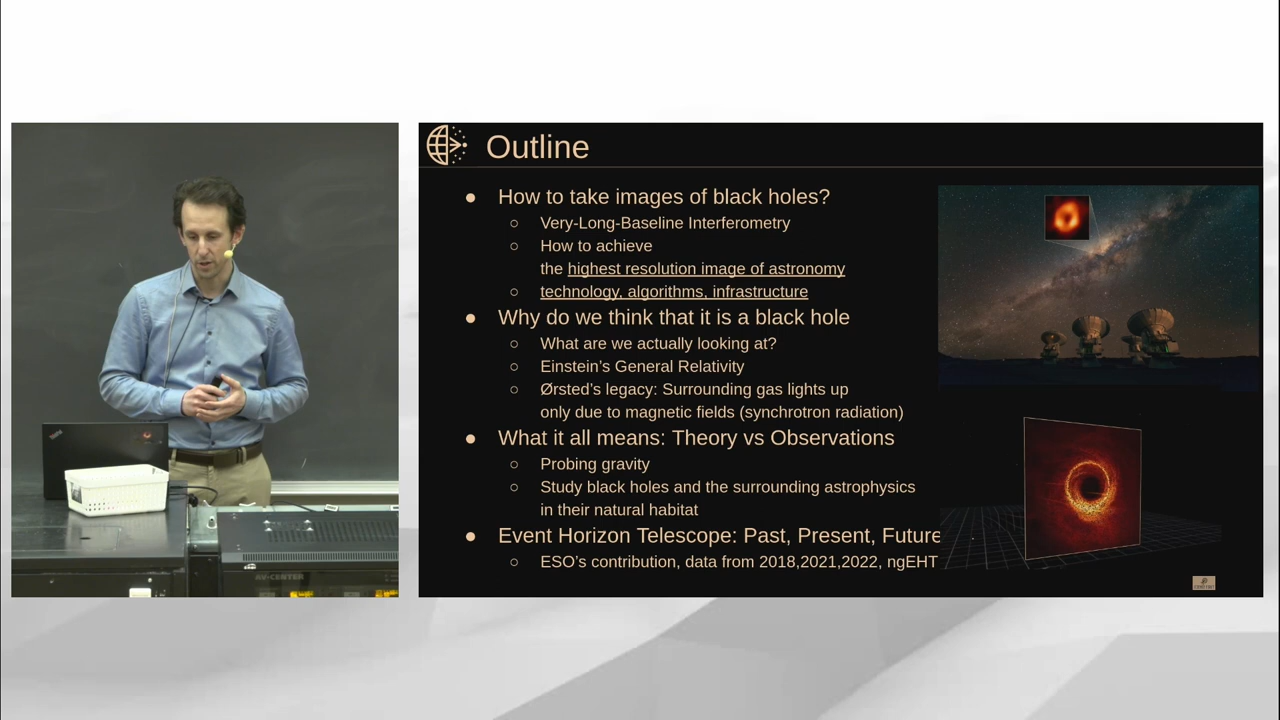 Outline
How to take images of black holes?
Very-Long-Baseline Interferometry
How to achieve
the highest resolution image of astronomy
technology, algorithms, infrastructure
Why do we think that it is a black hole
What are we actually looking at?
Einstein's General Relativity
Ørsted's legacy: Surrounding gas lights up
only due to magnetic fields (synchrotron radiation)
What it all means: Theory vs Observations
Probing gravity
Study black holes and the surrounding astrophysics
in their natural habitat
Event Horizon Telescope: Past, Present, Future
ESO's contribution, data from 2018,2021,2022, ngEHT
ThinkPad
AV-CENTER